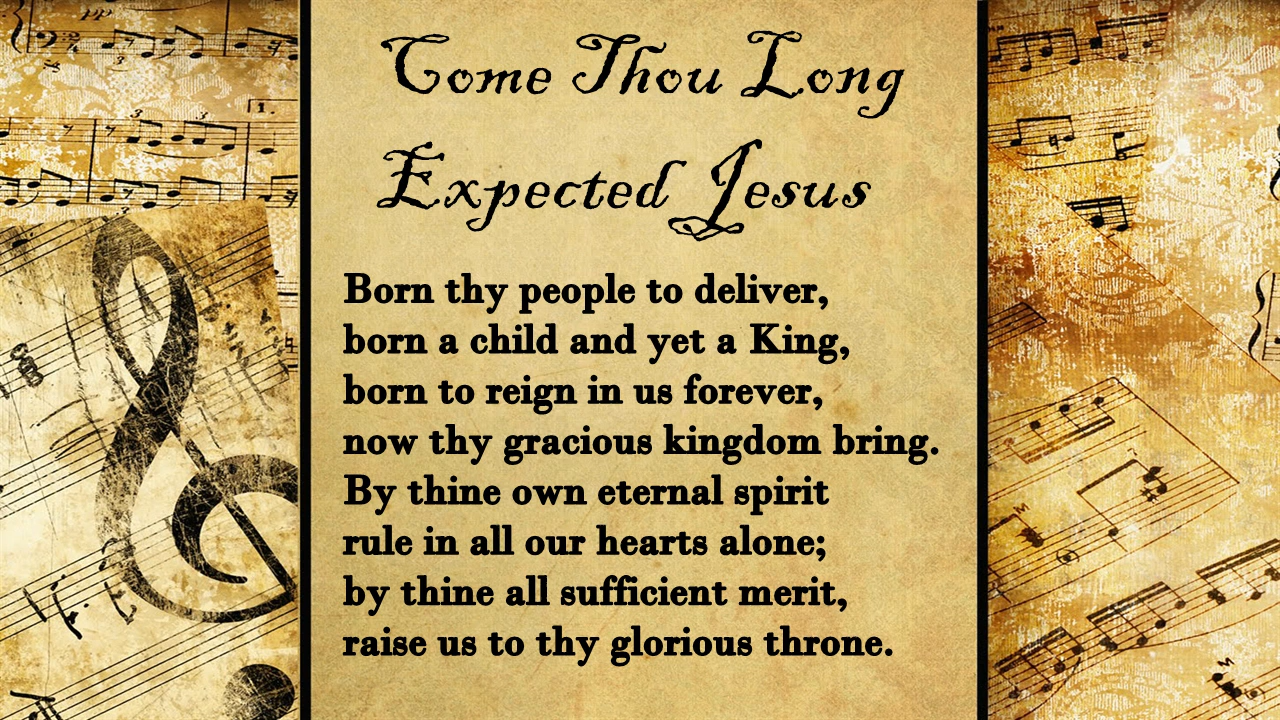 Come Thou Long
Expected Jesus
Born thy people to deliver,
born a child and yet a King,
born to reign in us forever,
now thy gracious kingdom bring.
By thine own eternal spirit
rule in all our hearts alone;
by thine all sufficient merit,
raise us to thy glorious throne.